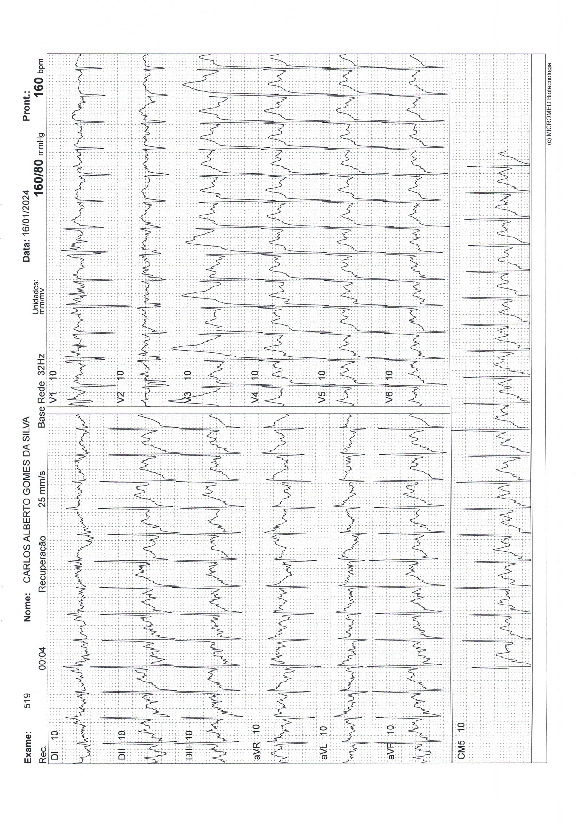 Exame: 519 Nome: CARLOS ALBERTO GOMES DA SILVA Data: 16/01/2024 Pront.:
Rec. 00:04 Recuperação 25 mm/s Base Rede 32Hz Unidades: mm/mV 160/80 mmHg 160 bpm
DI 10
DII 10
DIII 10
aVR 10
aVL 10
aVF 10
V1 10
V2 10
V3 10
V4 10
V5 10
V6 10
CM5 10
(c) MICROMED Biotecnologia